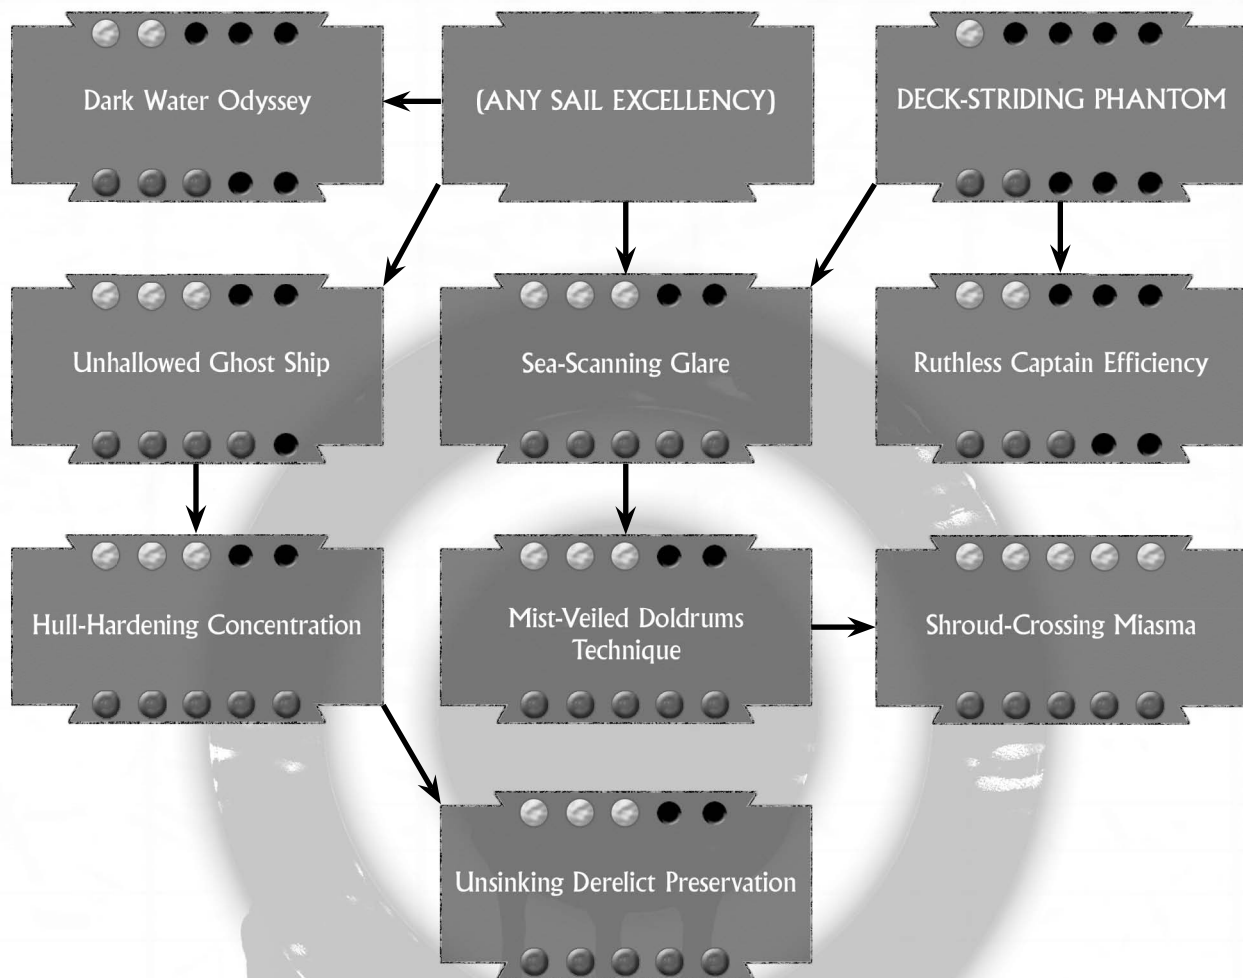 Dark Water Odyssey
(ANY SAIL EXCELLENCY)
DECK-STRIDING PHANTOM
Unhallowed Ghost Ship
Sea-Scanning Glare
Ruthless Captain Efficiency
Hull-Hardening Concentration
Mist-Veiled Doldrums
Technique
Shroud-Crossing Miasma
Unsinking Derelict Preservation